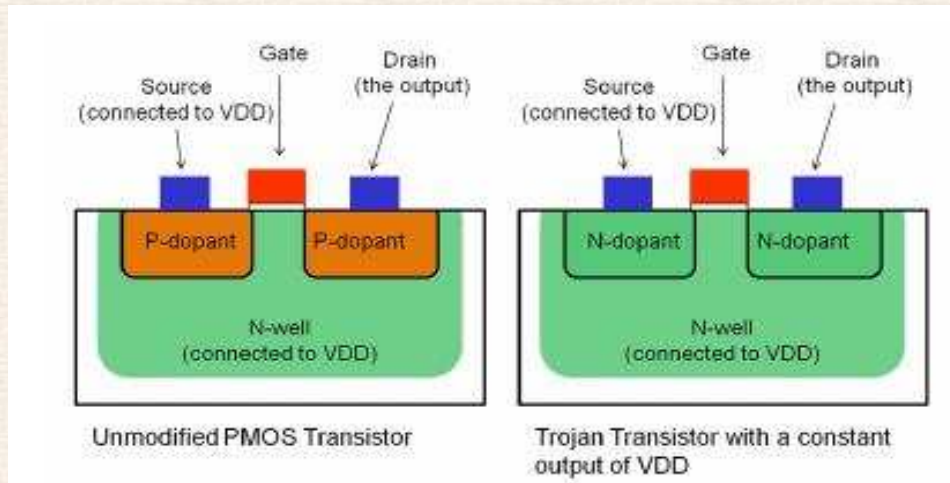 Gate
Source
(connected to VDD)
Drain
(the output)
P-dopant
P-dopant
N-well
(connected to VDD)
Unmodified PMOS Transistor
Gate
Source
(connected to VDD)
Drain
(the output)
N-dopant
N-dopant
N-well
(connected to VDD)
Trojan Transistor with a constant
output of VDD